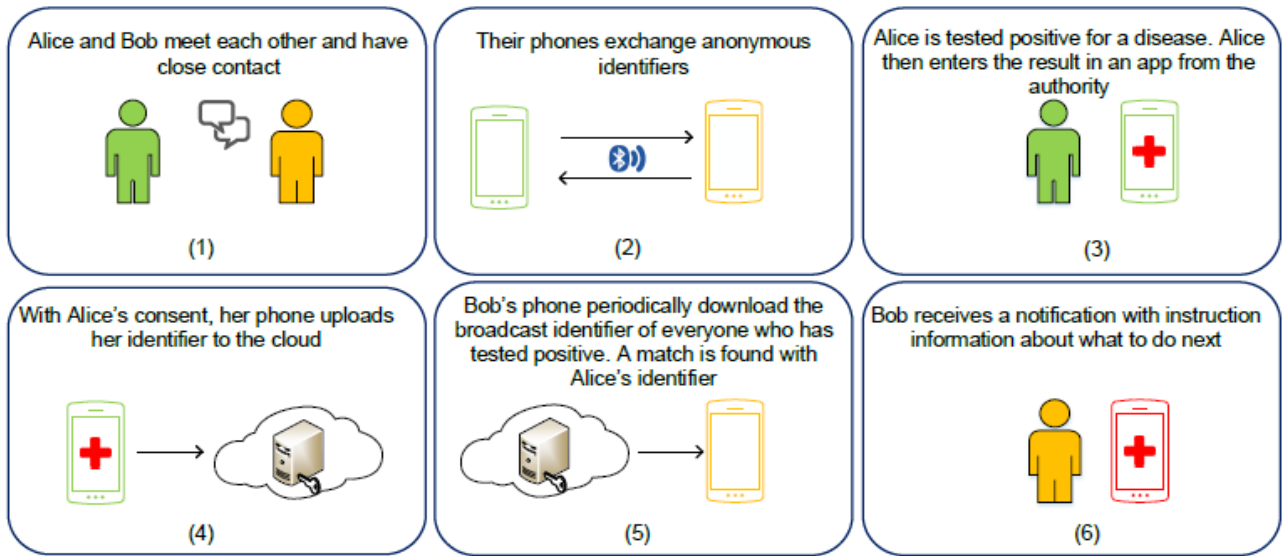 Alice and Bob meet each other and have
close contact
(1)
Their phones exchange anonymous
identifiers
(2)
Alice is tested positive for a disease. Alice
then enters the result in an app from the
authority
(3)
With Alice's consent, her phone uploads
her identifier to the cloud
(4)
Bob's phone periodically download the
broadcast identifier of everyone who has
tested positive. A match is found with
Alice's identifier
(5)
Bob receives a notification with instruction
information about what to do next
(6)